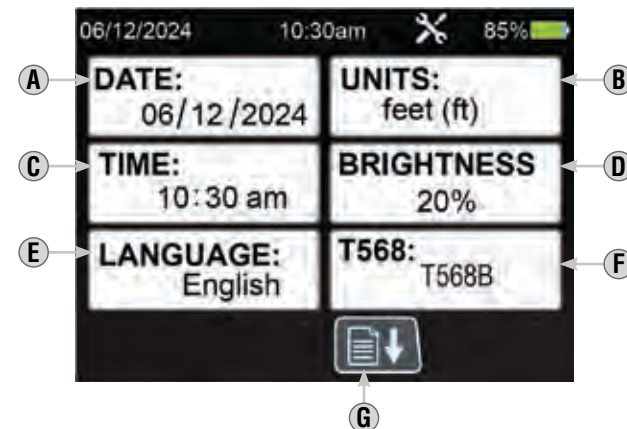 06/12/2024 10:30am 85%
A DATE: UNITS: B
06/12/2024 feet (ft)
C TIME: BRIGHTNESS D
10:30 am 20%
E LANGUAGE: T568: F
English T568B
G